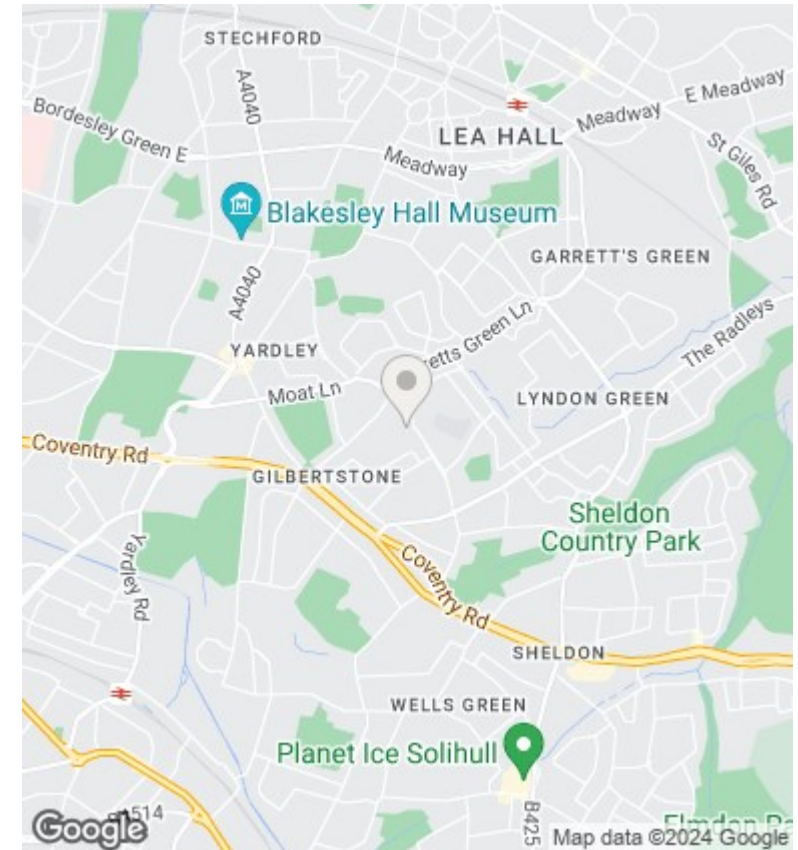 STECHFORD
A4040
E Meadway
Bordesley Green E
Meadway
LEA HALL
Meadway
St Giles Rd
Blakesley Hall Museum
GARRETT'S GREEN
A4040
The Radleys
YARDLEY
etts Green Ln
Moat Ln
LYNDON GREEN
Coventry Rd
GILBERTSTONE
Sheldon
Country Park
Yardley Rd
Coventry Rd
SHELDON
WELLS GREEN
Planet Ice Solihull
B425
Google
Map data ©2024 Google